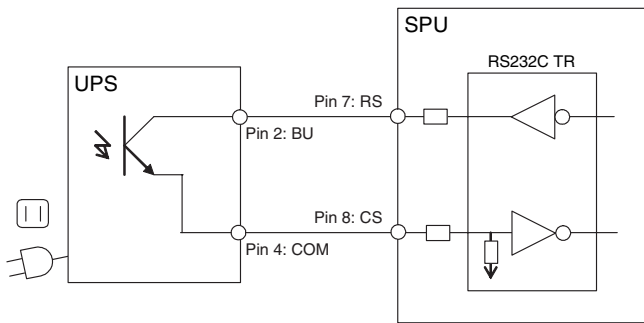 SPU
RS232C TR
UPS
Pin 7: RS
Pin 2: BU
Pin 8: CS
Pin 4: COM